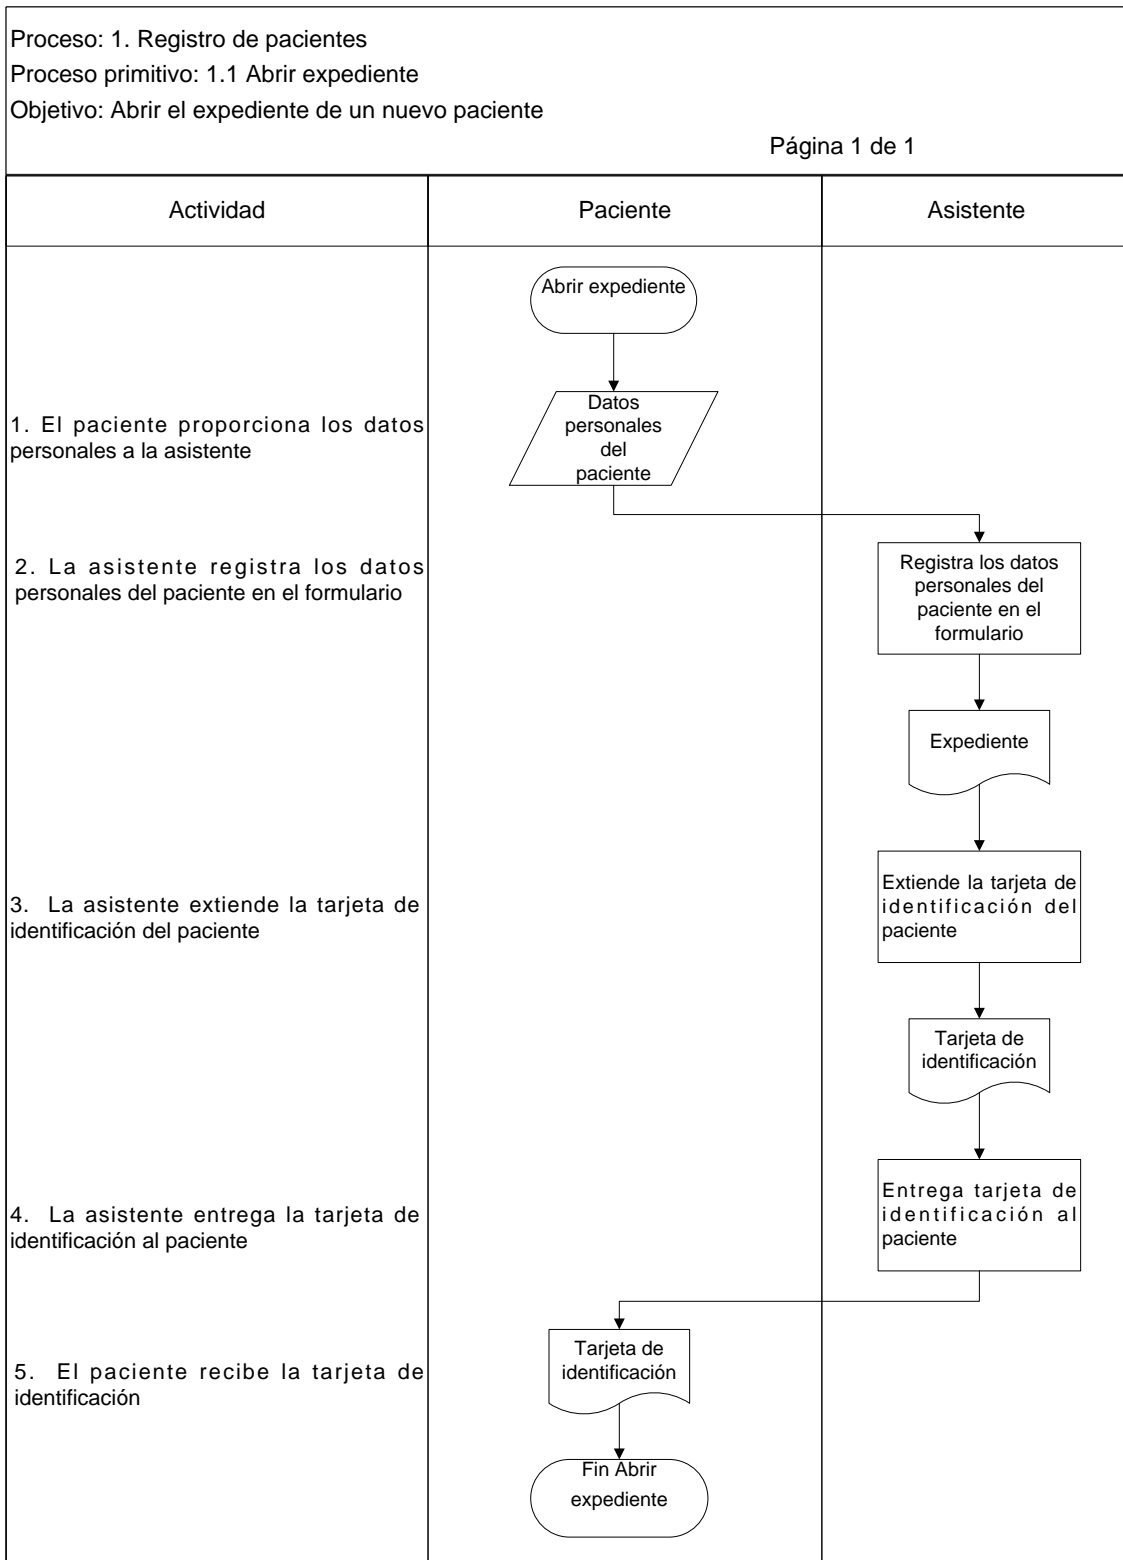 Proceso: 1. Registro de pacientes
Proceso primitivo: 1.1 Abrir expediente
Objetivo: Abrir el expediente de un nuevo paciente
Página 1 de 1
Actividad
Paciente
Asistente
Abrir expediente
1. El paciente proporciona los datos
personales a la asistente
Datos
personales
del
paciente
2. La asistente registra los datos
personales del paciente en el formulario
Registra los datos
personales del
paciente en el
formulario
Expediente
3. La asistente extiende la tarjeta de
identificación del paciente
Extiende la tarjeta de
identificación del
paciente
Tarjeta de
identificación
4. La asistente entrega la tarjeta de
identificación al paciente
Entrega tarjeta de
identificación al
paciente
5. El paciente recibe la tarjeta de
identificación
Tarjeta de
identificación
Fin Abrir
expediente